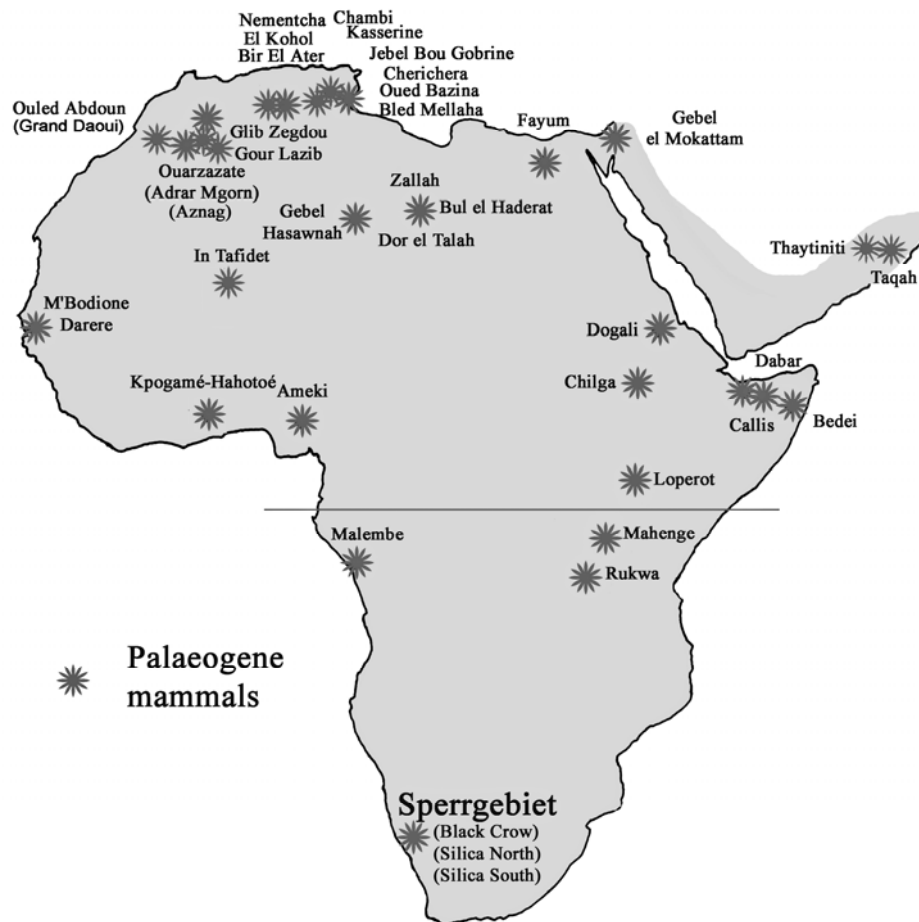 Nementcha
El Kohol
Bir El Ater
Chambi
Kasserine
Jebel Bou Gobrine
Cherichera
Oued Bazina
Bled Mellaha
Ouled Abdoun
(Grand Daoui)
Glib Zegdou
Gour Lazib
Ouarzazate
(Adrar Mgorn)
(Aznag)
Fayum
Gebel
el Mokattam
Zallah
Bul el Haderat
Dor el Talah
Gebel
Hasawnah
In Tafidet
Thaytiniti
Taqah
M'Bodione
Darere
Dogali
Dabar
Kpogamé-Hahotoé
Ameki
Chilga
Callis
Bedei
Loperot
Malembe
Mahenge
Rukwa
Palaeogene
mammals
Sperrgebiet
(Black Crow)
(Silica North)
(Silica South)